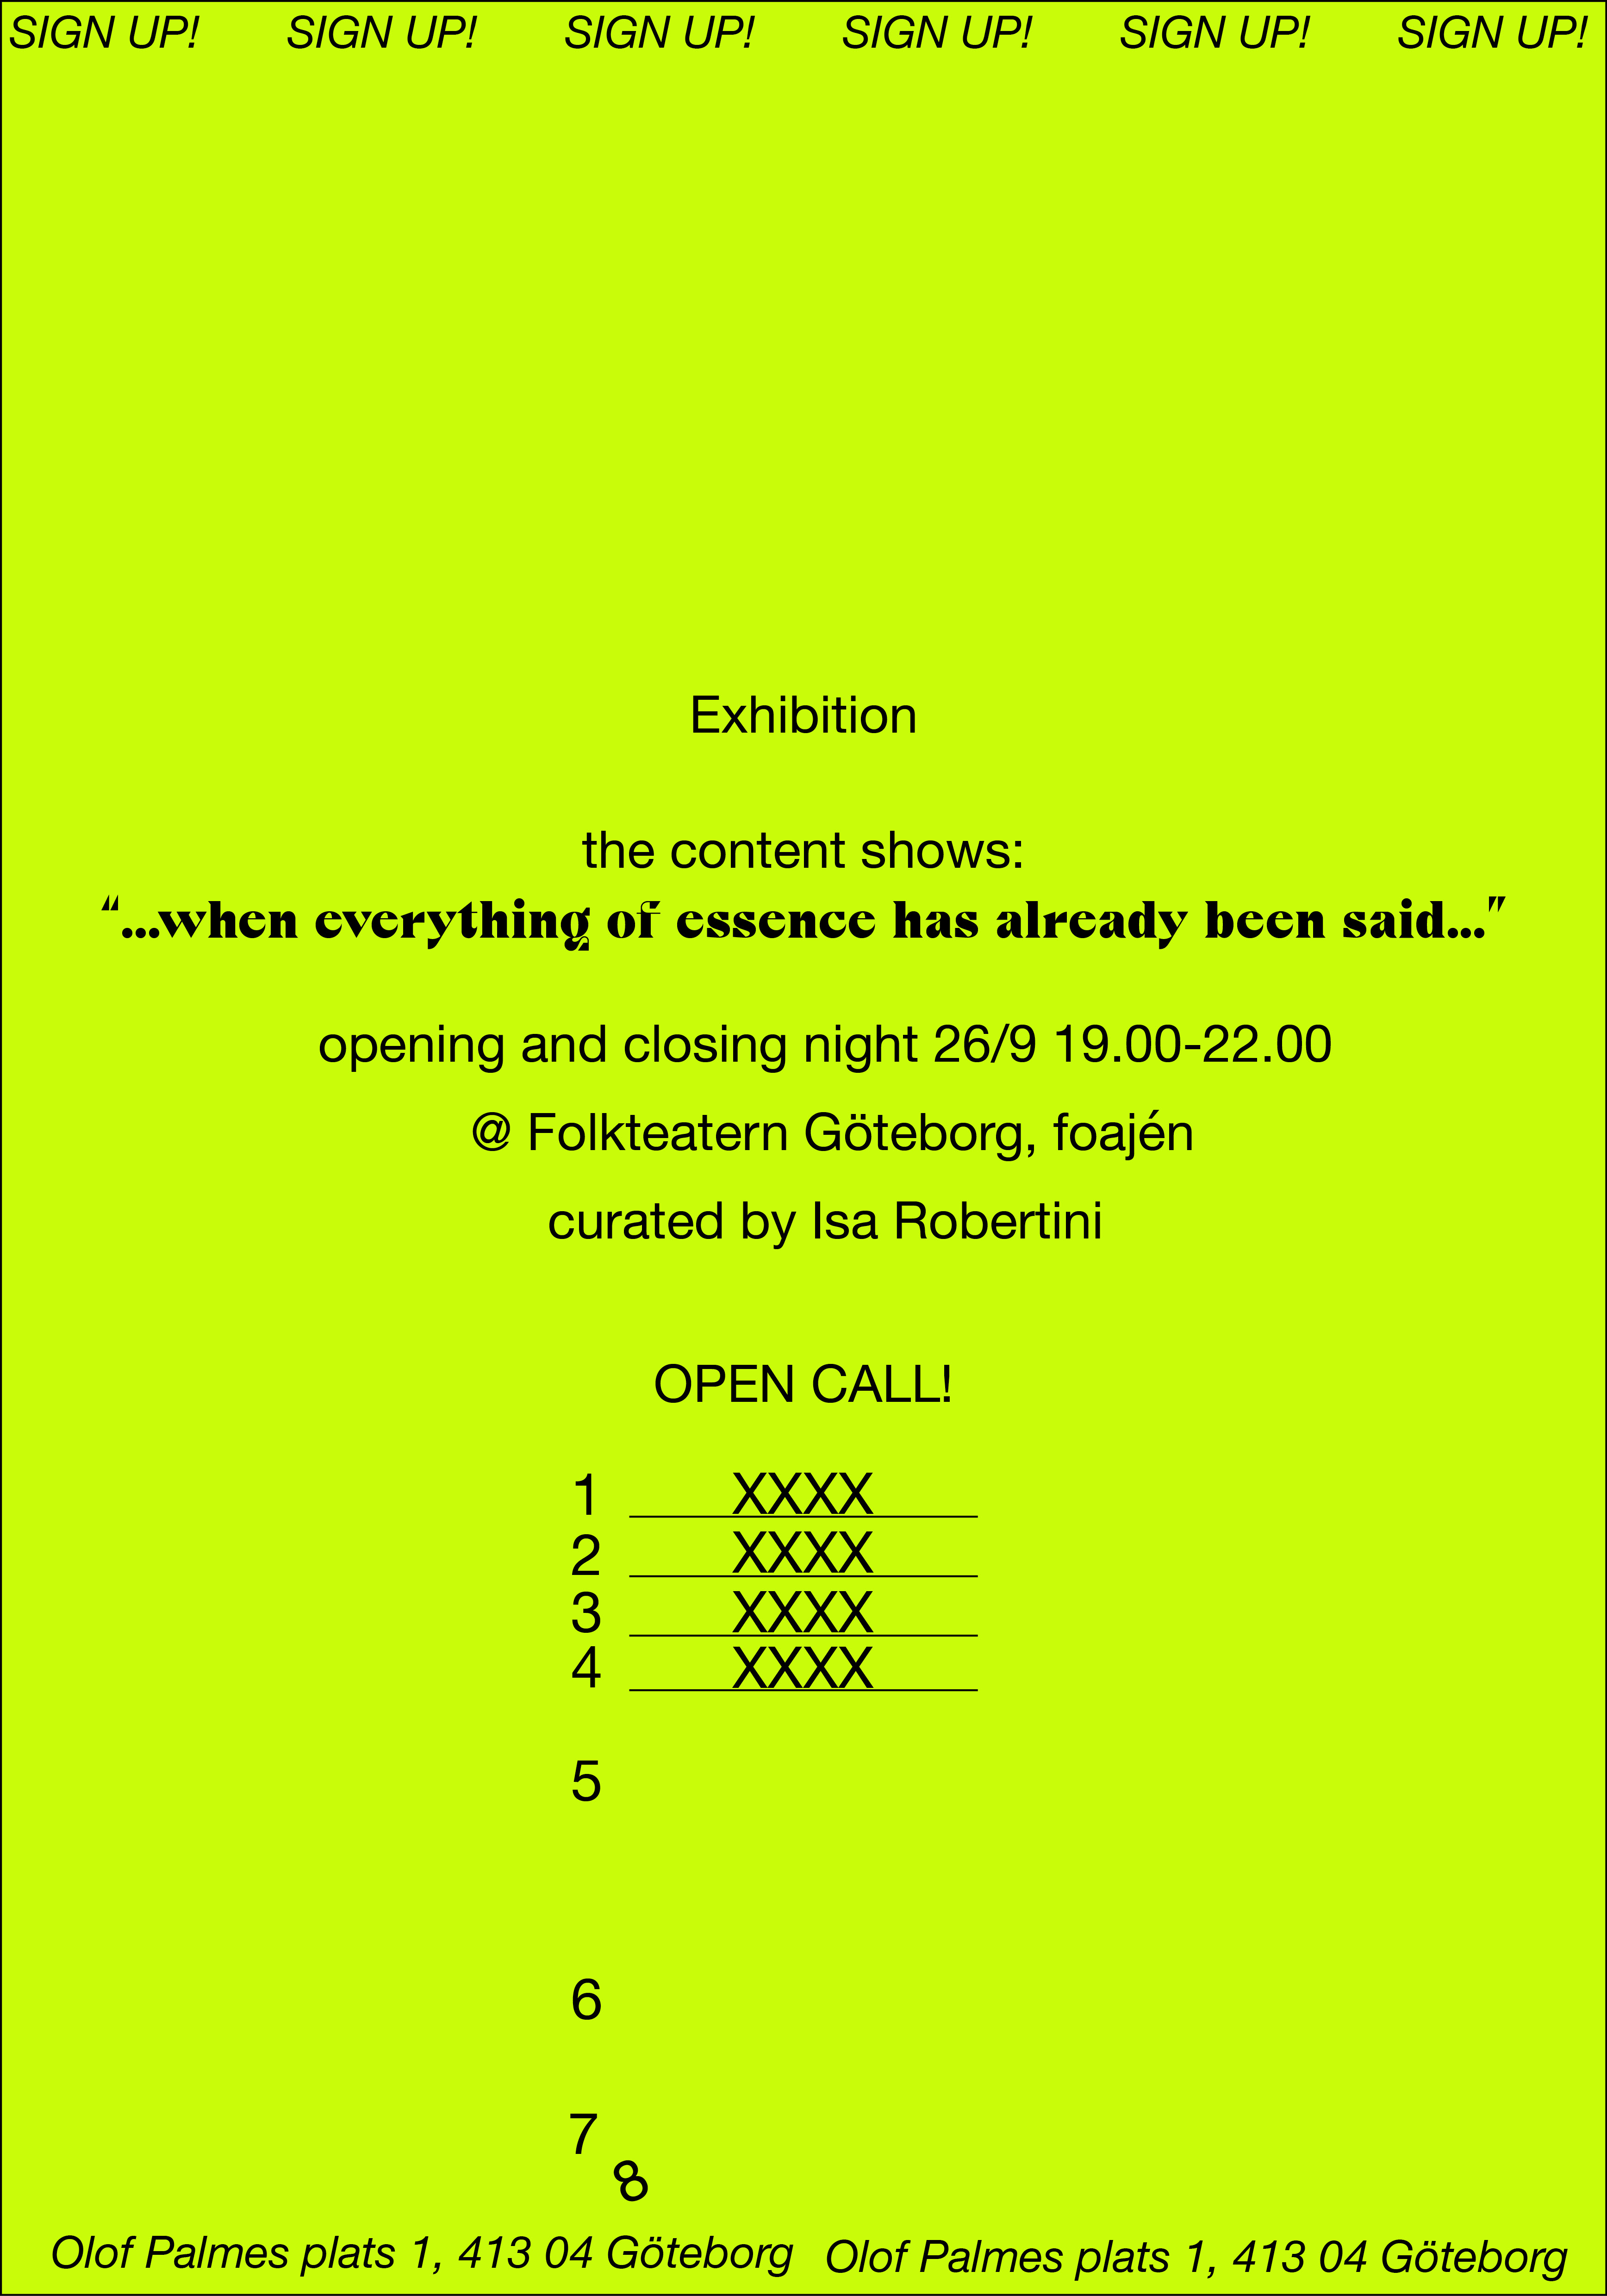 SIGN UP! SIGN UP! SIGN UP! SIGN UP! SIGN UP! SIGN UP!
Exhibition
the content shows:
“...when everything of essence has already been said...”
opening and closing night 26/9 19.00-22.00
@ Folkteatern Göteborg, foajén
curated by Isa Robertini
OPEN CALL!
1 XXXX
2 XXXX
3 XXXX
4 XXXX
5
6
7
8
Olof Palmes plats 1, 413 04 Göteborg Olof Palmes plats 1, 413 04 Göteborg